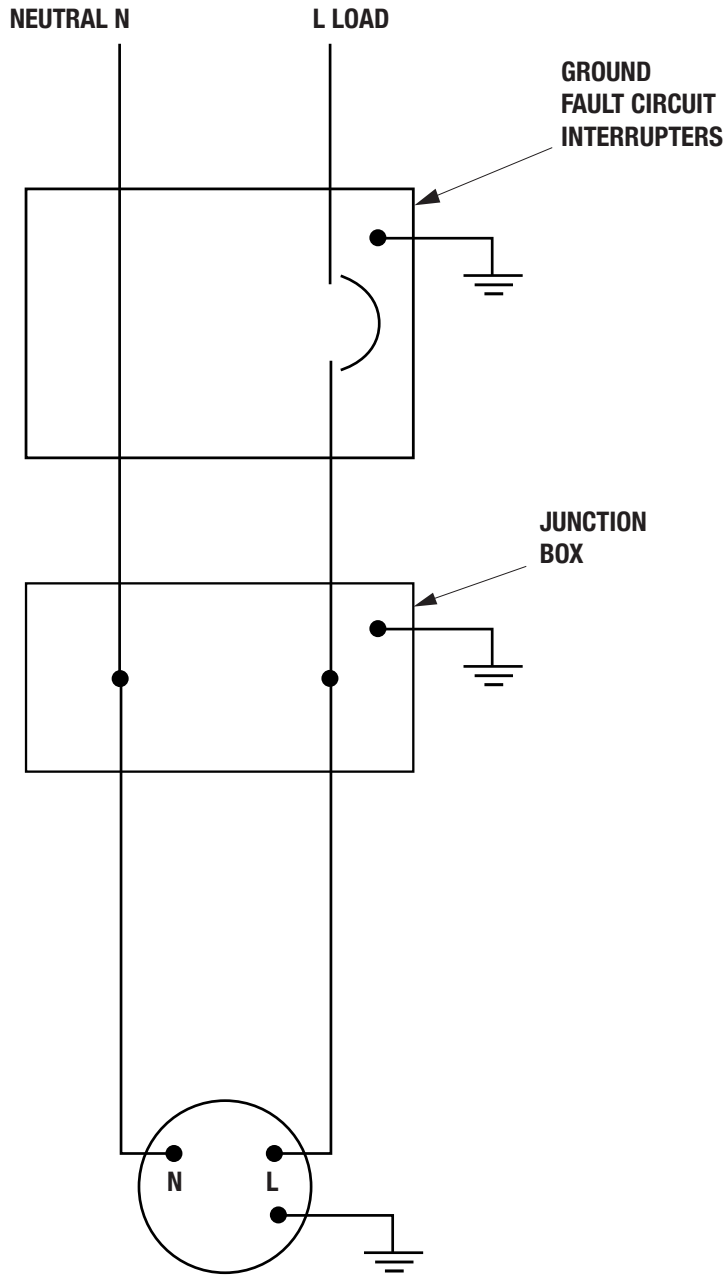 NEUTRAL N
L LOAD
GROUND
FAULT CIRCUIT
INTERRUPTERS
JUNCTION
BOX
N
L